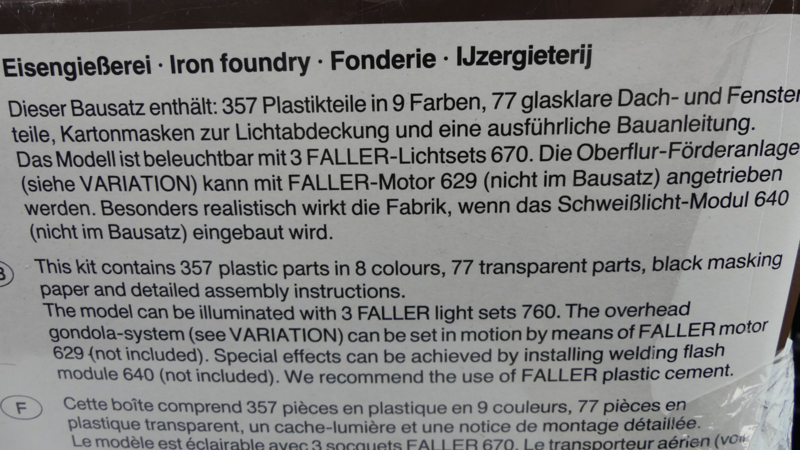 Eisengießerei · Iron foundry · Fonderie · IJzergieterij
Dieser Bausatz enthält: 357 Plastikteile in 9 Farben, 77 glasklare Dach- und Fenster
teile, Kartonmasken zur Lichtabdeckung und eine ausführliche Bauanleitung.
Das Modell ist beleuchtbar mit 3 FALLER-Lichtsets 670. Die Oberflur-Förderanlage
(siehe VARIATION) kann mit FALLER-Motor 629 (nicht im Bausatz) angetrieben
werden. Besonders realistisch wirkt die Fabrik, wenn das Schweißlicht-Modul 640
(nicht im Bausatz) eingebaut wird.
This kit contains 357 plastic parts in 8 colours, 77 transparent parts, black masking
paper and detailed assembly instructions.
The model can be illuminated with 3 FALLER light sets 760. The overhead
gondola-system (see VARIATION) can be set in motion by means of FALLER motor
629 (not included). Special effects can be achieved by installing welding flash
module 640 (not included). We recommend the use of FALLER plastic cement.
F Cette boîte comprend 357 pièces en plastique en 9 couleurs, 77 pièces en
plastique transparent, un cache-lumière et une notice de montage détaillée.
Le modèle est éclairable avec 3 socquets FALLER 670. Le transporteur aérien